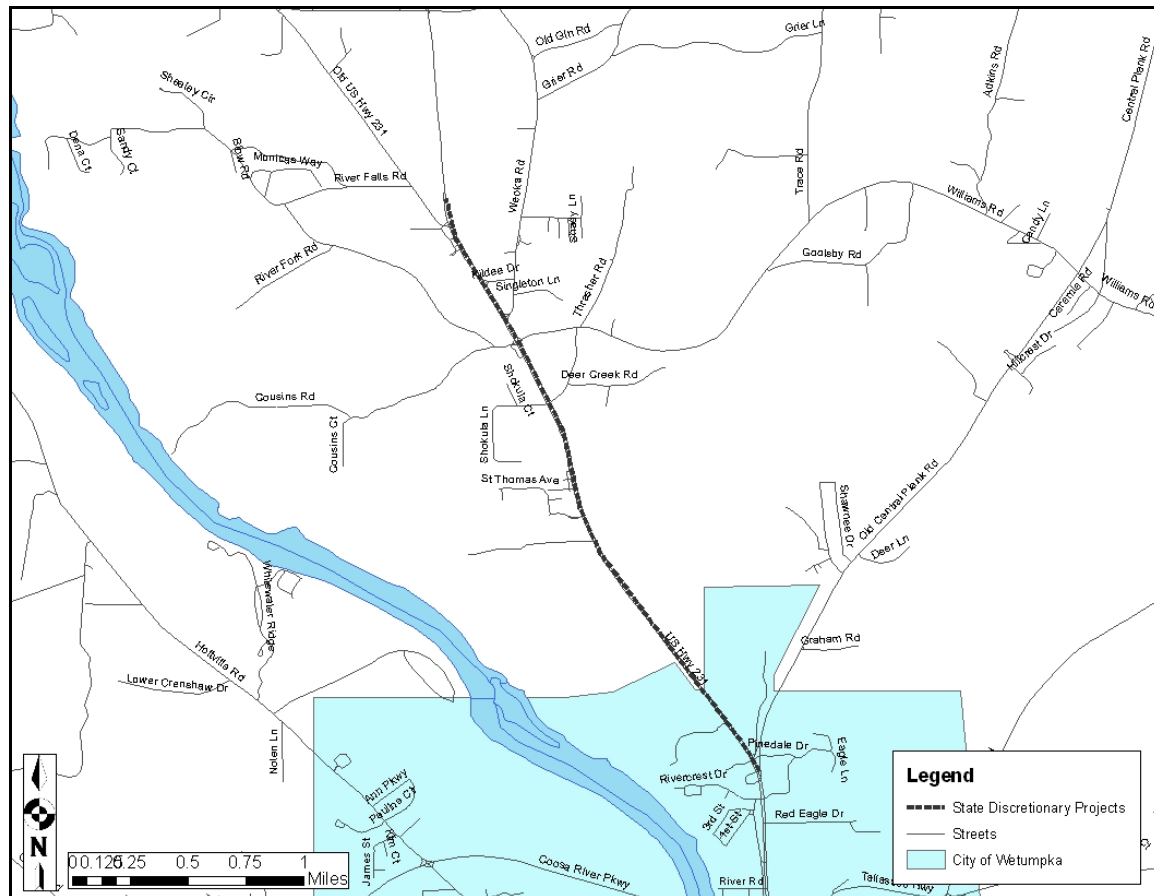 Old Gln Rd
Grier Ln
Grier Rd
Adkins Rd
Central Plank Rd
Shealey Cir
Old US Hwy 231
Dena Ct
Sandy Ct
Blow Rd
River Falls Rd
Weoka Rd
Trace Rd
Williams Rd
Candy Ln
River Fork Rd
Singleton Ln
Thrasher Rd
Goolsby Rd
Williams Rd
Hillcrest Dr
Shokula Ct
Deer Creek Rd
Cousins Rd
Cousins Ct
Shokula Ln
St Thomas Ave
Shawnee Dr
Old Central Plank Rd
Deer Ln
Whitewater Ridge
US Hwy 231
Graham Rd
Holtville Rd
Lower Crenshaw Dr
Nolen Ln
Pinedale Dr
Eagle Ln
Rivercrest Dr
Ann Pkwy
Pauline Ct
3rd St
1st St
Red Eagle Dr
James St
Kim Ct
Coosa River Pkwy
River Rd
Legend
State Discretionary Projects
Streets
City of Wetumpka
N
0 0.125 0.25 0.5 0.75 1
Miles